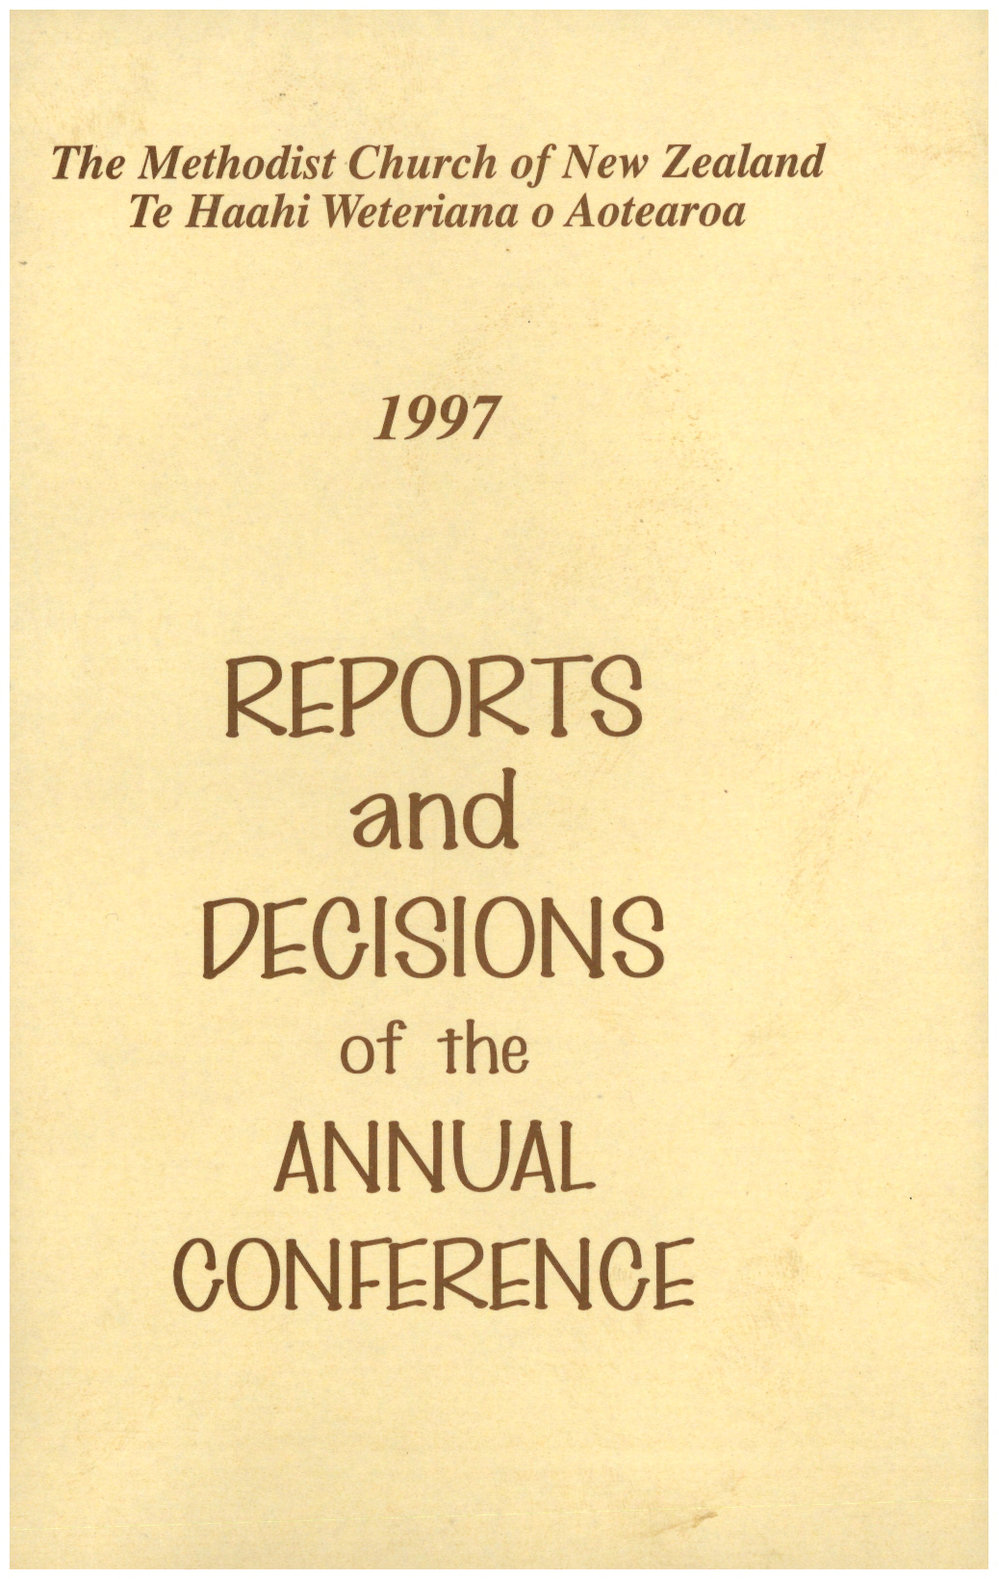 The Methodist Church of New Zealand
Te Haahi Weteriana o Aotearoa
1997
REPORTS
and
DECISIONS
of the
ANNUAL
CONFERENCE